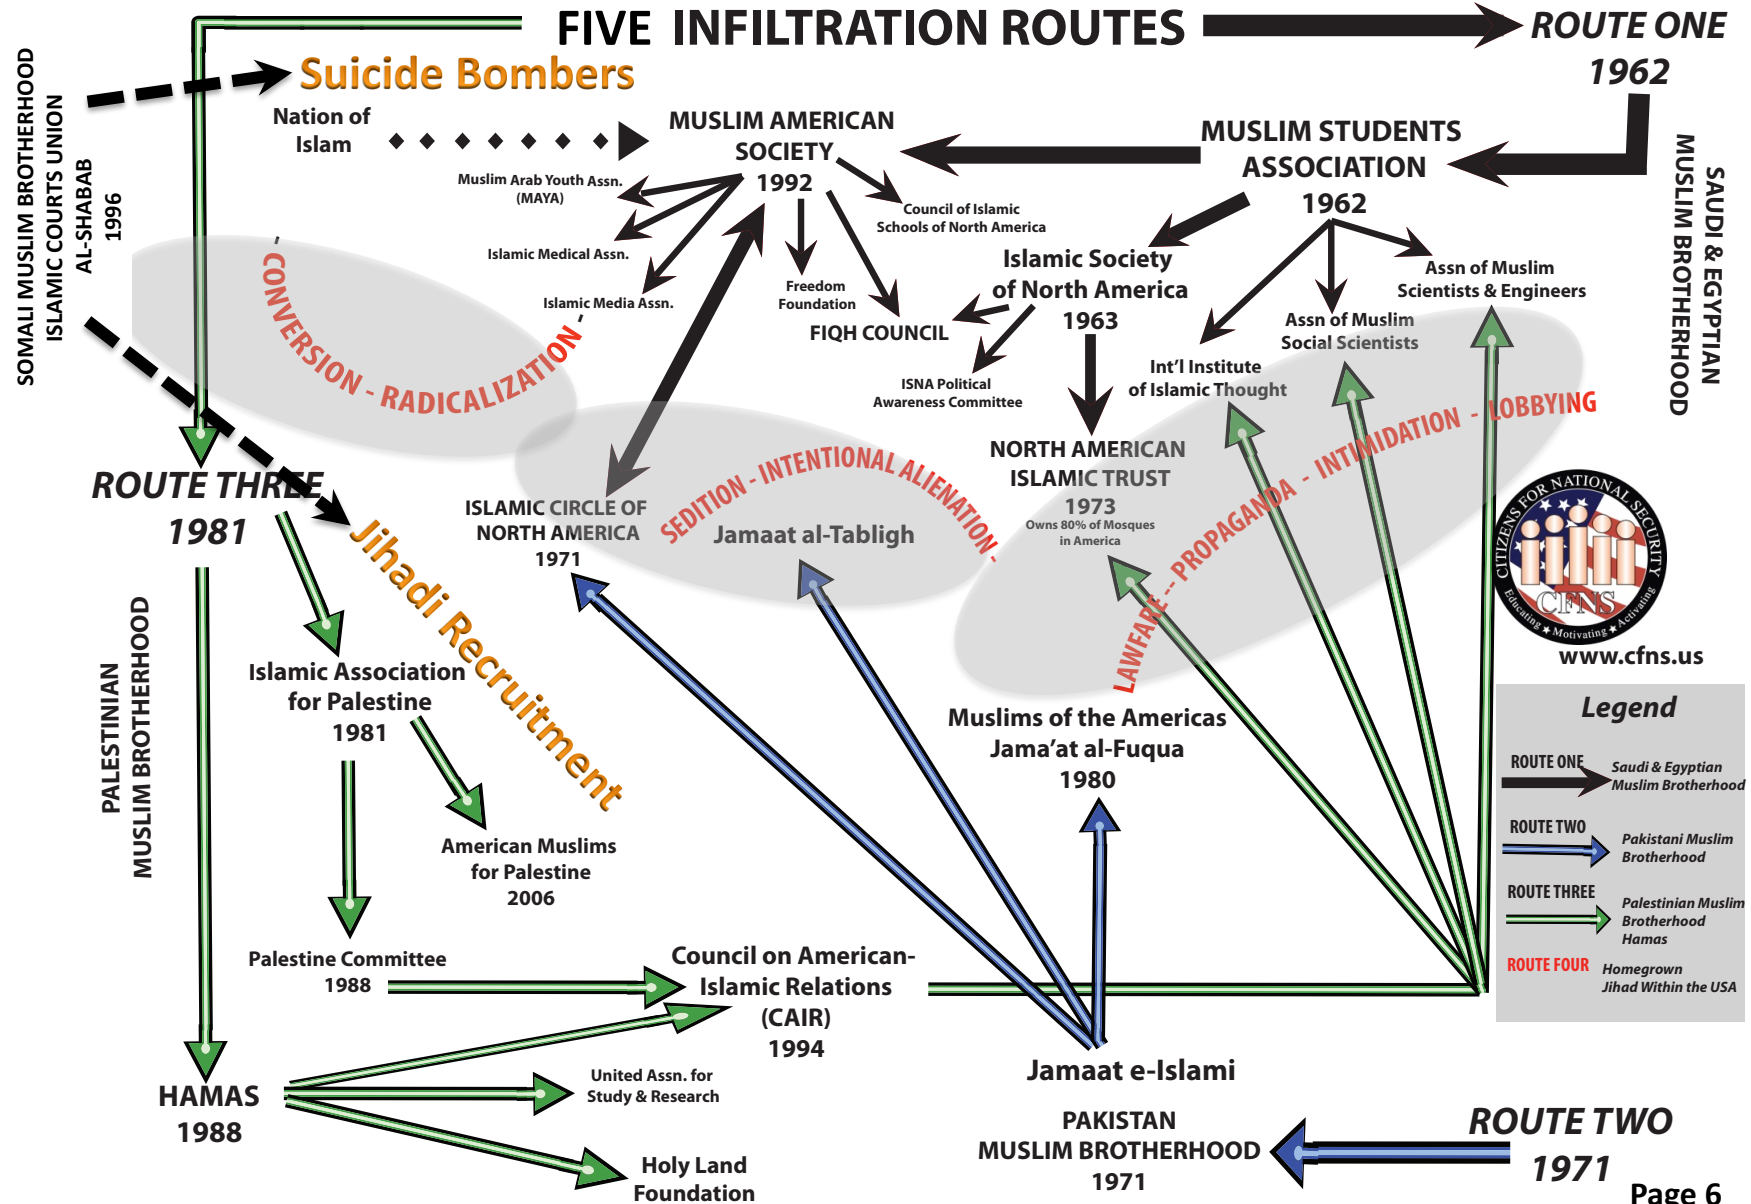 FIVE INFILTRATION ROUTES
ROUTE ONE
1962
SOMALI MUSLIM BROTHERHOOD
ISLAMIC COURTS UNION
AL-SHABAB
1996
Suicide Bombers
Nation of
Islam
MUSLIM AMERICAN
SOCIETY
1992
MUSLIM STUDENTS
ASSOCIATION
1962
SAUDI & EGYPTIAN
MUSLIM BROTHERHOOD
Muslim Arab Youth Assn.
(MAYA)
Islamic Medical Assn.
Islamic Media Assn.
Freedom
Foundation
Council of Islamic
Schools of North America
FIQH COUNCIL
Islamic Society
of North America
1963
ISNA Political
Awareness Committee
Assn of Muslim
Scientists & Engineers
Assn of Muslim
Social Scientists
Int'l Institute
of Islamic Thought
- CONVERSION - RADICALIZATION -
ROUTE THREE
1981
ISLAMIC CIRCLE OF
NORTH AMERICA
1971
SEDITION - INTENTIONAL ALIENATION -
Jamaat al-Tabligh
NORTH AMERICAN
ISLAMIC TRUST
1973
Owns 80% of Mosques
in America
LAWFARE -- PROPAGANDA - INTIMIDATION - LOBBYING
CITIZENS FOR NATIONAL SECURITY
CFNS
Educating ★ Motivating ★ Activating
www.cfns.us
Jihadi Recruitment
PALESTINIAN
MUSLIM BROTHERHOOD
Islamic Association
for Palestine
1981
American Muslims
for Palestine
2006
Muslims of the Americas
Jama'at al-Fuqua
1980
Legend
ROUTE ONE
Saudi & Egyptian
Muslim Brotherhood
ROUTE TWO
Pakistani Muslim
Brotherhood
ROUTE THREE
Palestinian Muslim
Brotherhood
Hamas
ROUTE FOUR
Homegrown
Jihad Within the USA
Palestine Committee
1988
Council on American-
Islamic Relations
(CAIR)
1994
HAMAS
1988
United Assn. for
Study & Research
Holy Land
Foundation
Jamaat e-Islami
PAKISTAN
MUSLIM BROTHERHOOD
1971
ROUTE TWO
1971
Page 6